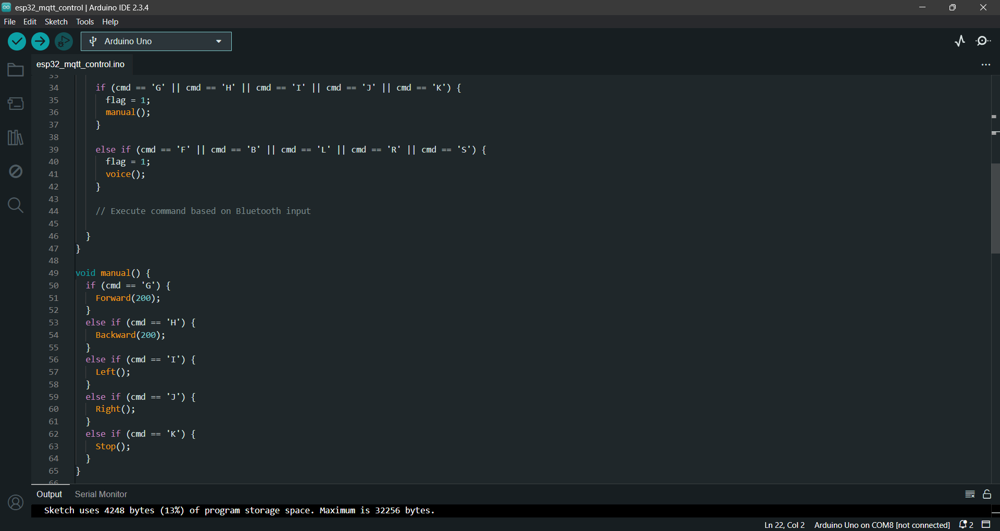 esp32_mqtt_control | Arduino IDE 2.3.4
File Edit Sketch Tools Help
Arduino Uno
esp32_mqtt_control.ino
33
34 if (cmd == 'G' || cmd == 'H' || cmd == 'I' || cmd == 'J' || cmd == 'K') {
35 flag = 1;
36 manual();
37 }
38
39 else if (cmd == 'F' || cmd == 'B' || cmd == 'L' || cmd == 'R' || cmd == 'S') {
40 flag = 1;
41 voice();
42 }
43
44 // Execute command based on Bluetooth input
45
46 }
47 }
48
49 void manual() {
50 if (cmd == 'G') {
51 Forward(200);
52 }
53 else if (cmd == 'H') {
54 Backward(200);
55 }
56 else if (cmd == 'I') {
57 Left();
58 }
59 else if (cmd == 'J') {
60 Right();
61 }
62 else if (cmd == 'K') {
63 Stop();
64 }
65 }
66
Output Serial Monitor
Sketch uses 4248 bytes (13%) of program storage space. Maximum is 32256 bytes.
Ln 22, Col 2 Arduino Uno on COM8 [not connected] 2